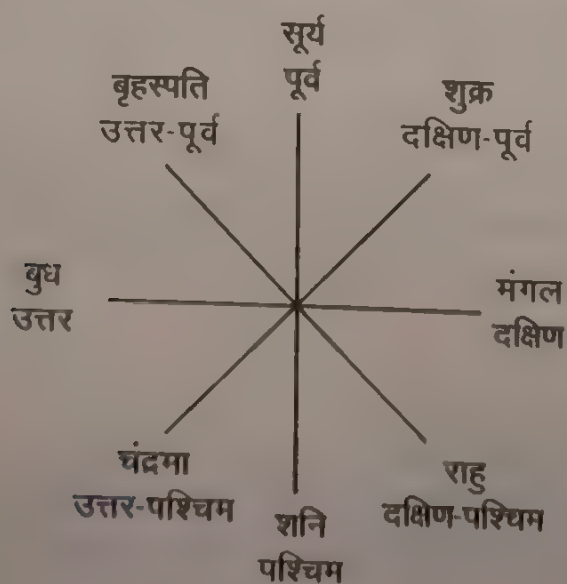 सूर्य
पूर्व
बृहस्पति
उत्तर-पूर्व
शुक्र
दक्षिण-पूर्व
बुध
उत्तर
मंगल
दक्षिण
चंद्रमा
उत्तर-पश्चिम
राहु
दक्षिण-पश्चिम
शनि
पश्चिम